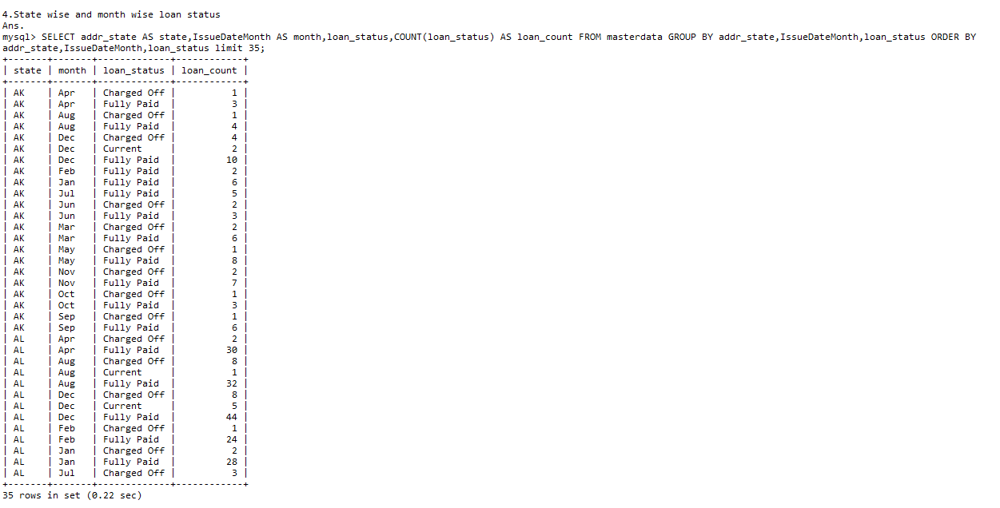 4.State wise and month wise loan status
Ans.
mysql> SELECT addr_state AS state,IssueDateMonth AS month,loan_status,COUNT(loan_status) AS loan_count FROM masterdata GROUP BY addr_state,IssueDateMonth,loan_status ORDER BY
addr_state,IssueDateMonth,loan_status limit 35;
+-------+-------+-------------+------------+
| state | month | loan_status | loan_count |
+-------+-------+-------------+------------+
| AK    | Apr   | Charged Off |          1 |
| AK    | Apr   | Fully Paid  |          3 |
| AK    | Aug   | Charged Off |          1 |
| AK    | Aug   | Fully Paid  |          4 |
| AK    | Dec   | Charged Off |          4 |
| AK    | Dec   | Current     |          2 |
| AK    | Dec   | Fully Paid  |         10 |
| AK    | Feb   | Fully Paid  |          2 |
| AK    | Jan   | Fully Paid  |          6 |
| AK    | Jul   | Fully Paid  |          5 |
| AK    | Jun   | Charged Off |          2 |
| AK    | Jun   | Fully Paid  |          3 |
| AK    | Mar   | Charged Off |          2 |
| AK    | Mar   | Fully Paid  |          6 |
| AK    | May   | Charged Off |          1 |
| AK    | May   | Fully Paid  |          8 |
| AK    | Nov   | Charged Off |          2 |
| AK    | Nov   | Fully Paid  |          7 |
| AK    | Oct   | Charged Off |          1 |
| AK    | Oct   | Fully Paid  |          3 |
| AK    | Sep   | Charged Off |          1 |
| AK    | Sep   | Fully Paid  |          6 |
| AL    | Apr   | Charged Off |          2 |
| AL    | Apr   | Fully Paid  |         30 |
| AL    | Aug   | Charged Off |          8 |
| AL    | Aug   | Current     |          1 |
| AL    | Aug   | Fully Paid  |         32 |
| AL    | Dec   | Charged Off |          8 |
| AL    | Dec   | Current     |          5 |
| AL    | Dec   | Fully Paid  |         44 |
| AL    | Feb   | Charged Off |          1 |
| AL    | Feb   | Fully Paid  |         24 |
| AL    | Jan   | Charged Off |          2 |
| AL    | Jan   | Fully Paid  |         28 |
| AL    | Jul   | Charged Off |          3 |
+-------+-------+-------------+------------+
35 rows in set (0.22 sec)